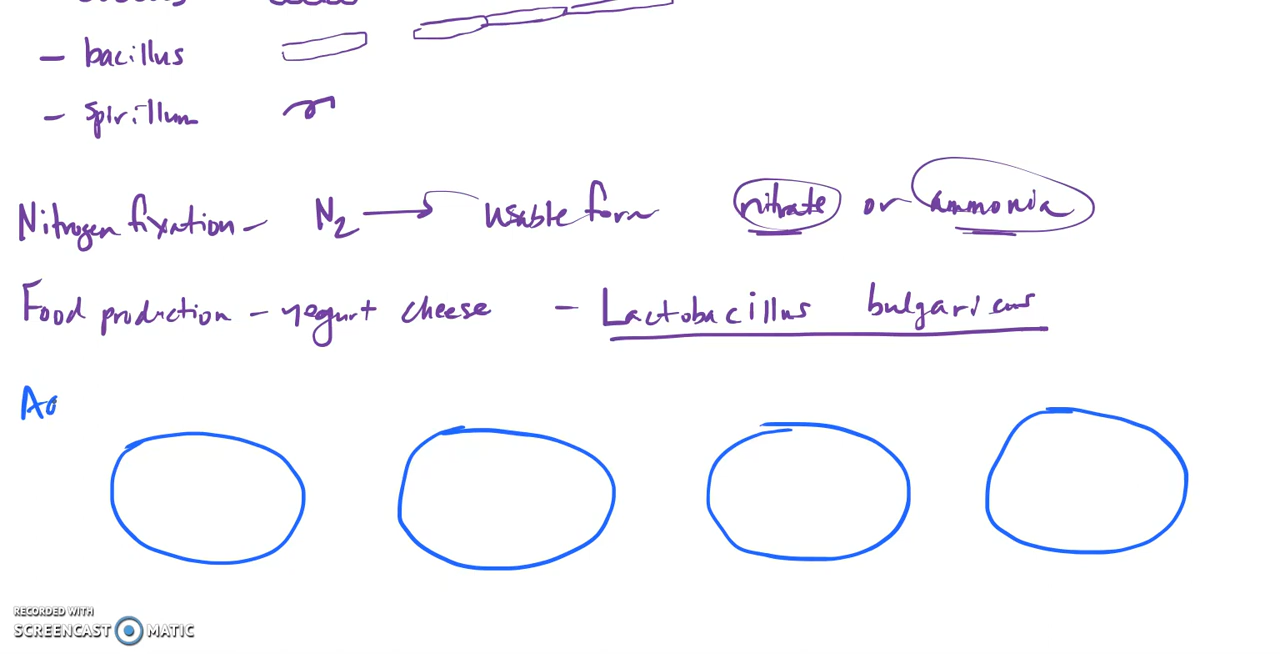 - bacillus
- spirillum
Nitrogen fixation - N2 → usable form nitrate or ammonia
Food production - yogurt cheese - Lactobacillus bulgaricus
Ao
RECORDED WITH
SCREENCAST MATIC